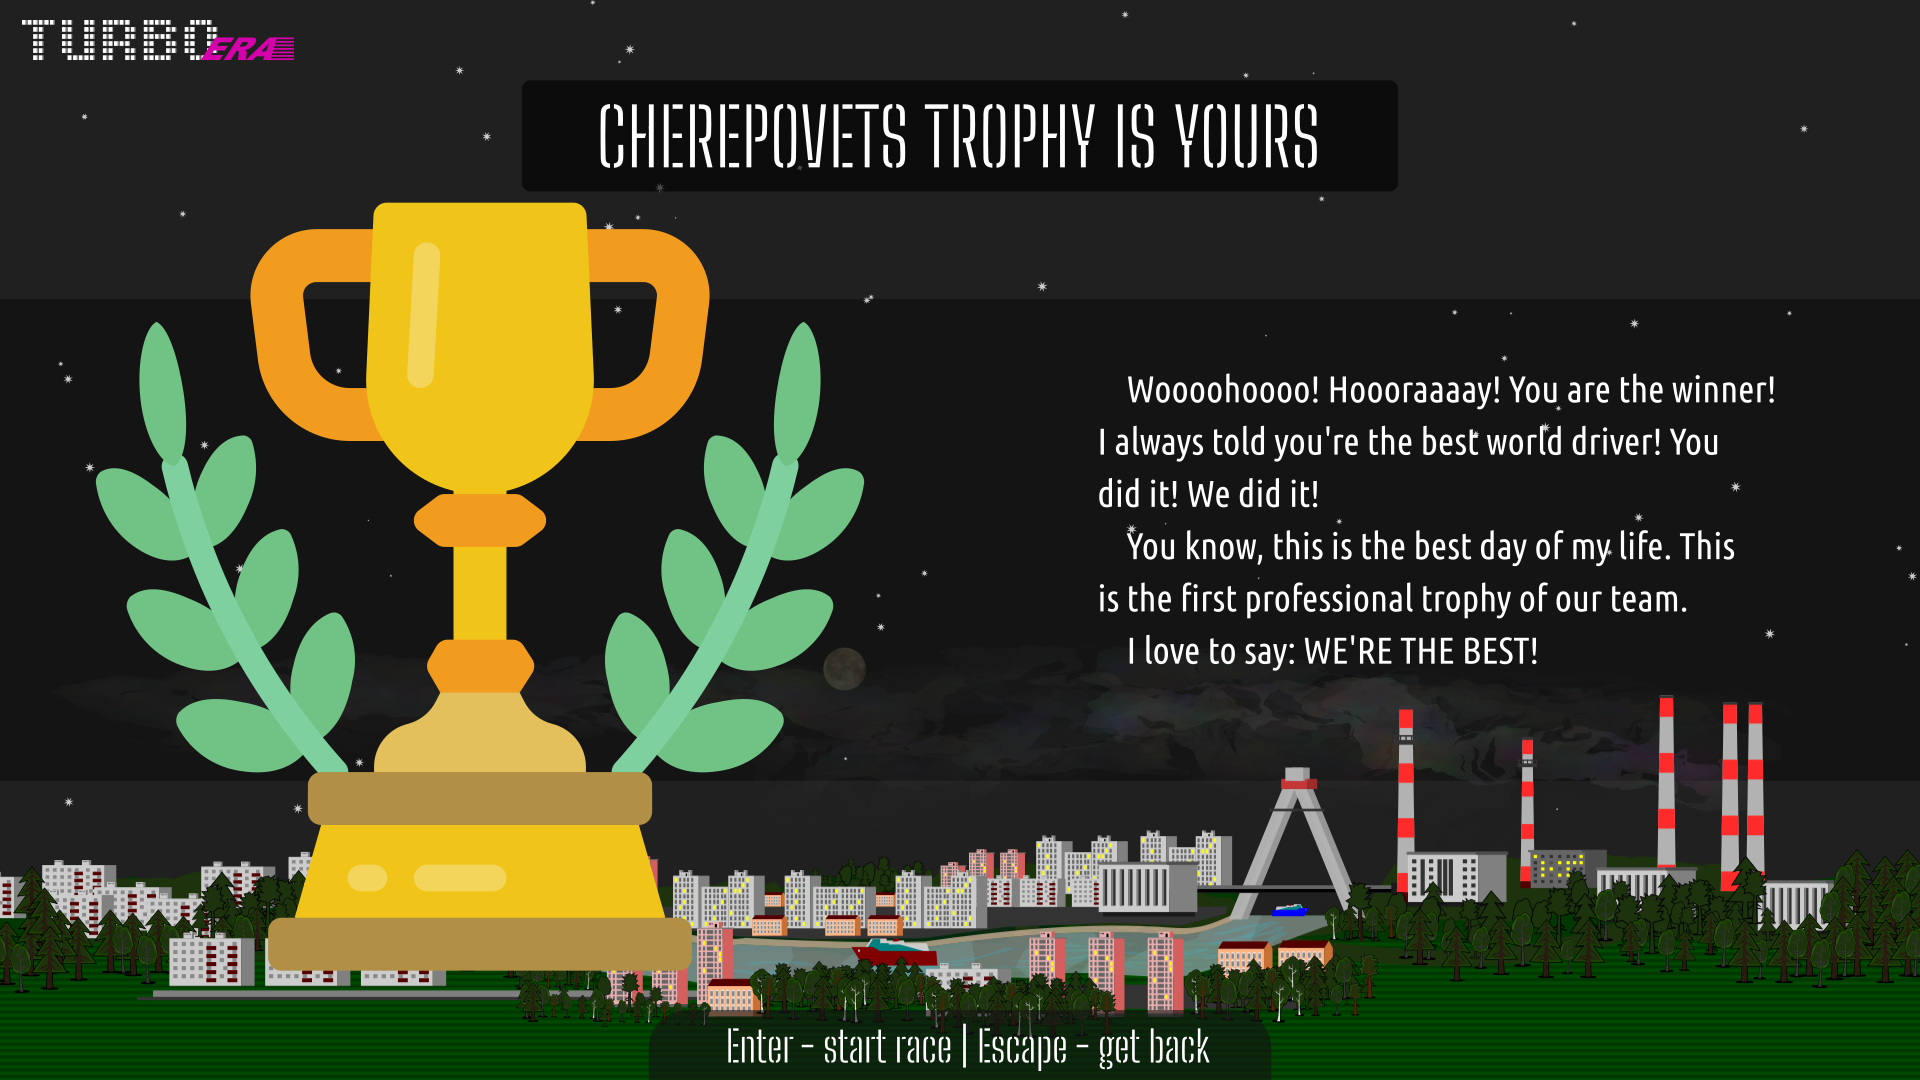 TURBO ERA
CHEREPOVETS TROPHY IS YOURS
Woooohoooo! Hoooraaaay! You are the winner!
I always told you're the best world driver! You
did it! We did it!
You know, this is the best day of my life. This
is the first professional trophy of our team.
I love to say: WE'RE THE BEST!
Enter - start race | Escape - get back